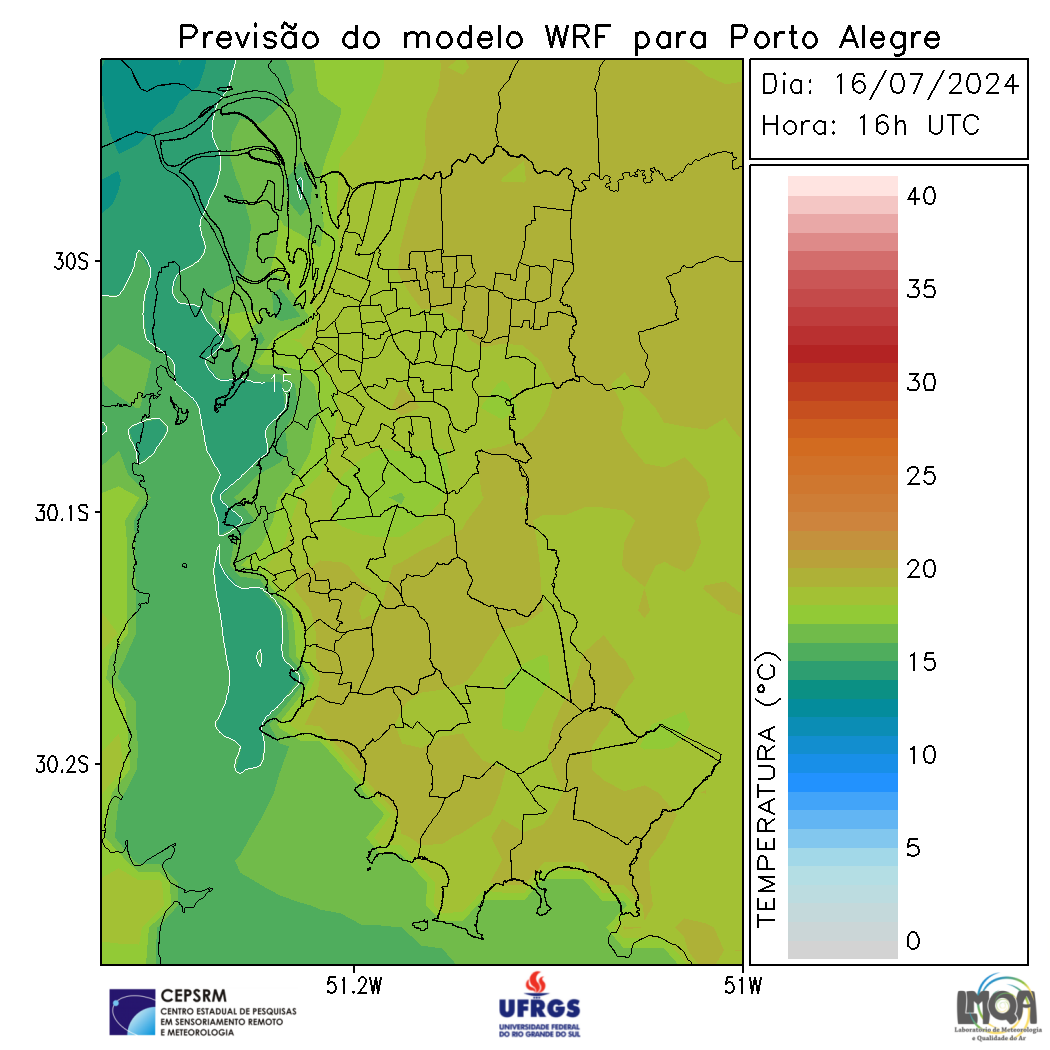 Previsão do modelo WRF para Porto Alegre
Dia: 16/07/2024
Hora: 16h UTC
40
35
30
25
20
15
10
5
0
TEMPERATURA (°C)
30S
30.1S
30.2S
15
51.2W
51W
CEPSRM
CENTRO ESTADUAL DE PESQUISAS
EM SENSORIAMENTO REMOTO
E METEOROLOGIA
UFRGS
UNIVERSIDADE FEDERAL
DO RIO GRANDE DO SUL
LMQA
Laboratório de Meteorologia
e Qualidade do Ar